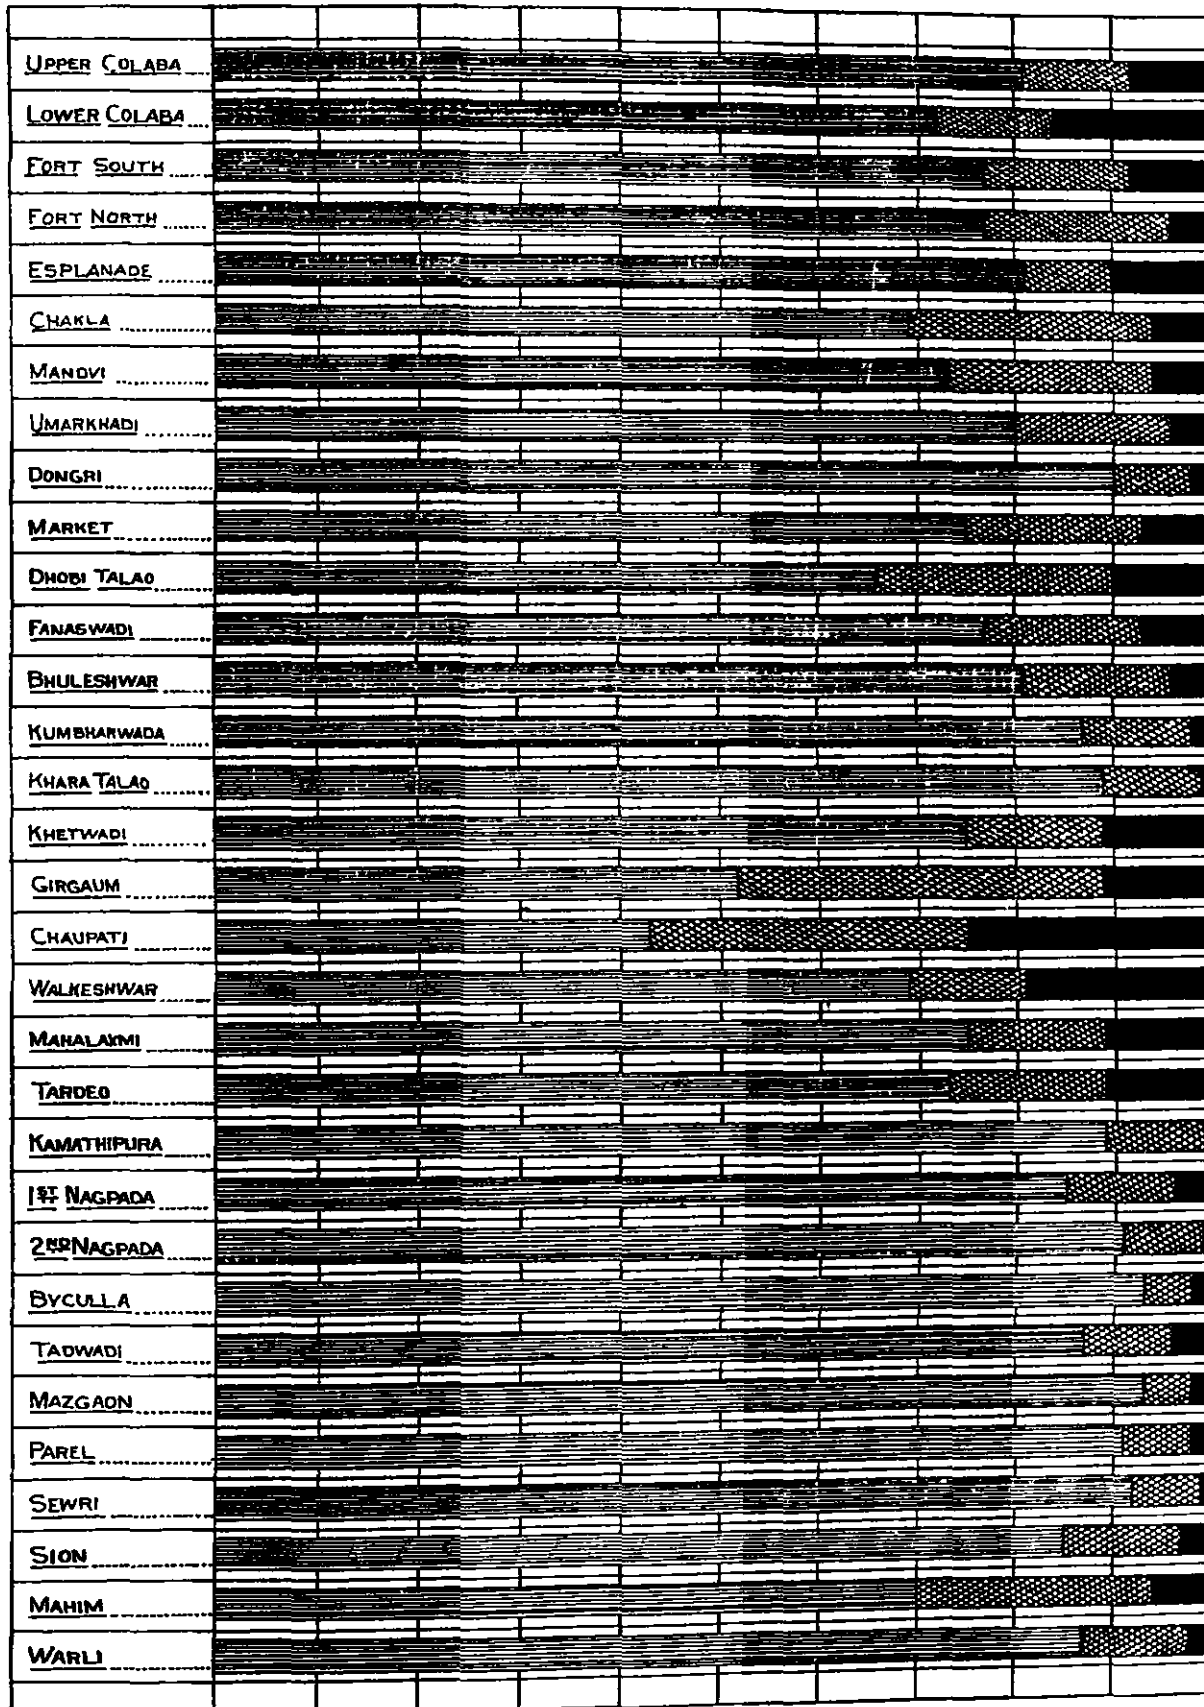 UPPER COLABA
LOWER COLABA
FORT SOUTH
FORT NORTH
ESPLANADE
CHAKLA
MANDVI
UMARKHADI
DONGRI
MARKET
DHOBI TALAO
FANASWADI
BHULESHWAR
KUMBHARWADA
KHARA TALAO
KHETWADI
GIRGAUM
CHAUPATI
WALKESHWAR
MAHALAXMI
TARDEO
KAMATHIPURA
1ST NAGPADA
2ND NAGPADA
BYCULLA
TADWADI
MAZGAON
PAREL
SEWRI
SION
MAHIM
WARLI